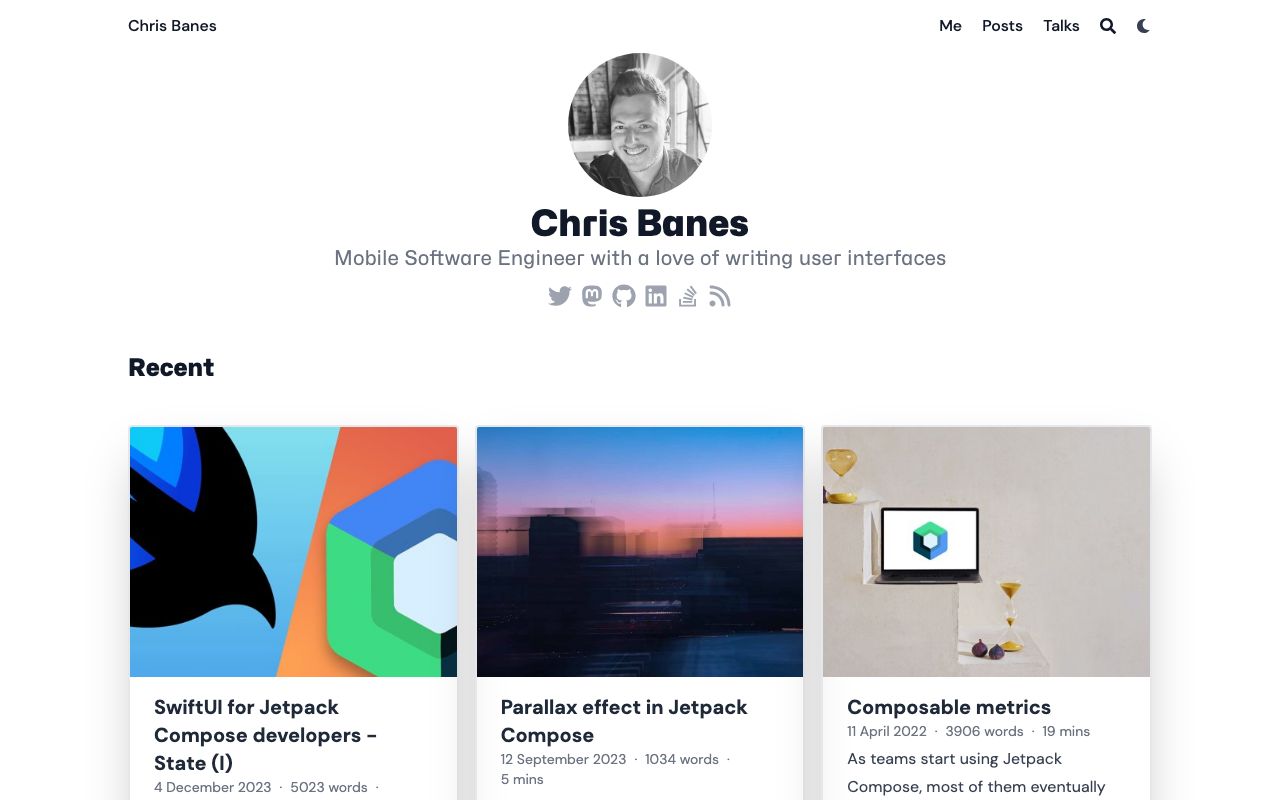 Chris Banes
Me
Posts
Talks
Chris Banes
Mobile Software Engineer with a love of writing user interfaces
Recent
SwiftUI for Jetpack
Compose developers –
State (I)
4 December 2023 · 5023 words ·
Parallax effect in Jetpack
Compose
12 September 2023 · 1034 words ·
5 mins
Composable metrics
11 April 2022 · 3906 words · 19 mins
As teams start using Jetpack
Compose, most of them eventually